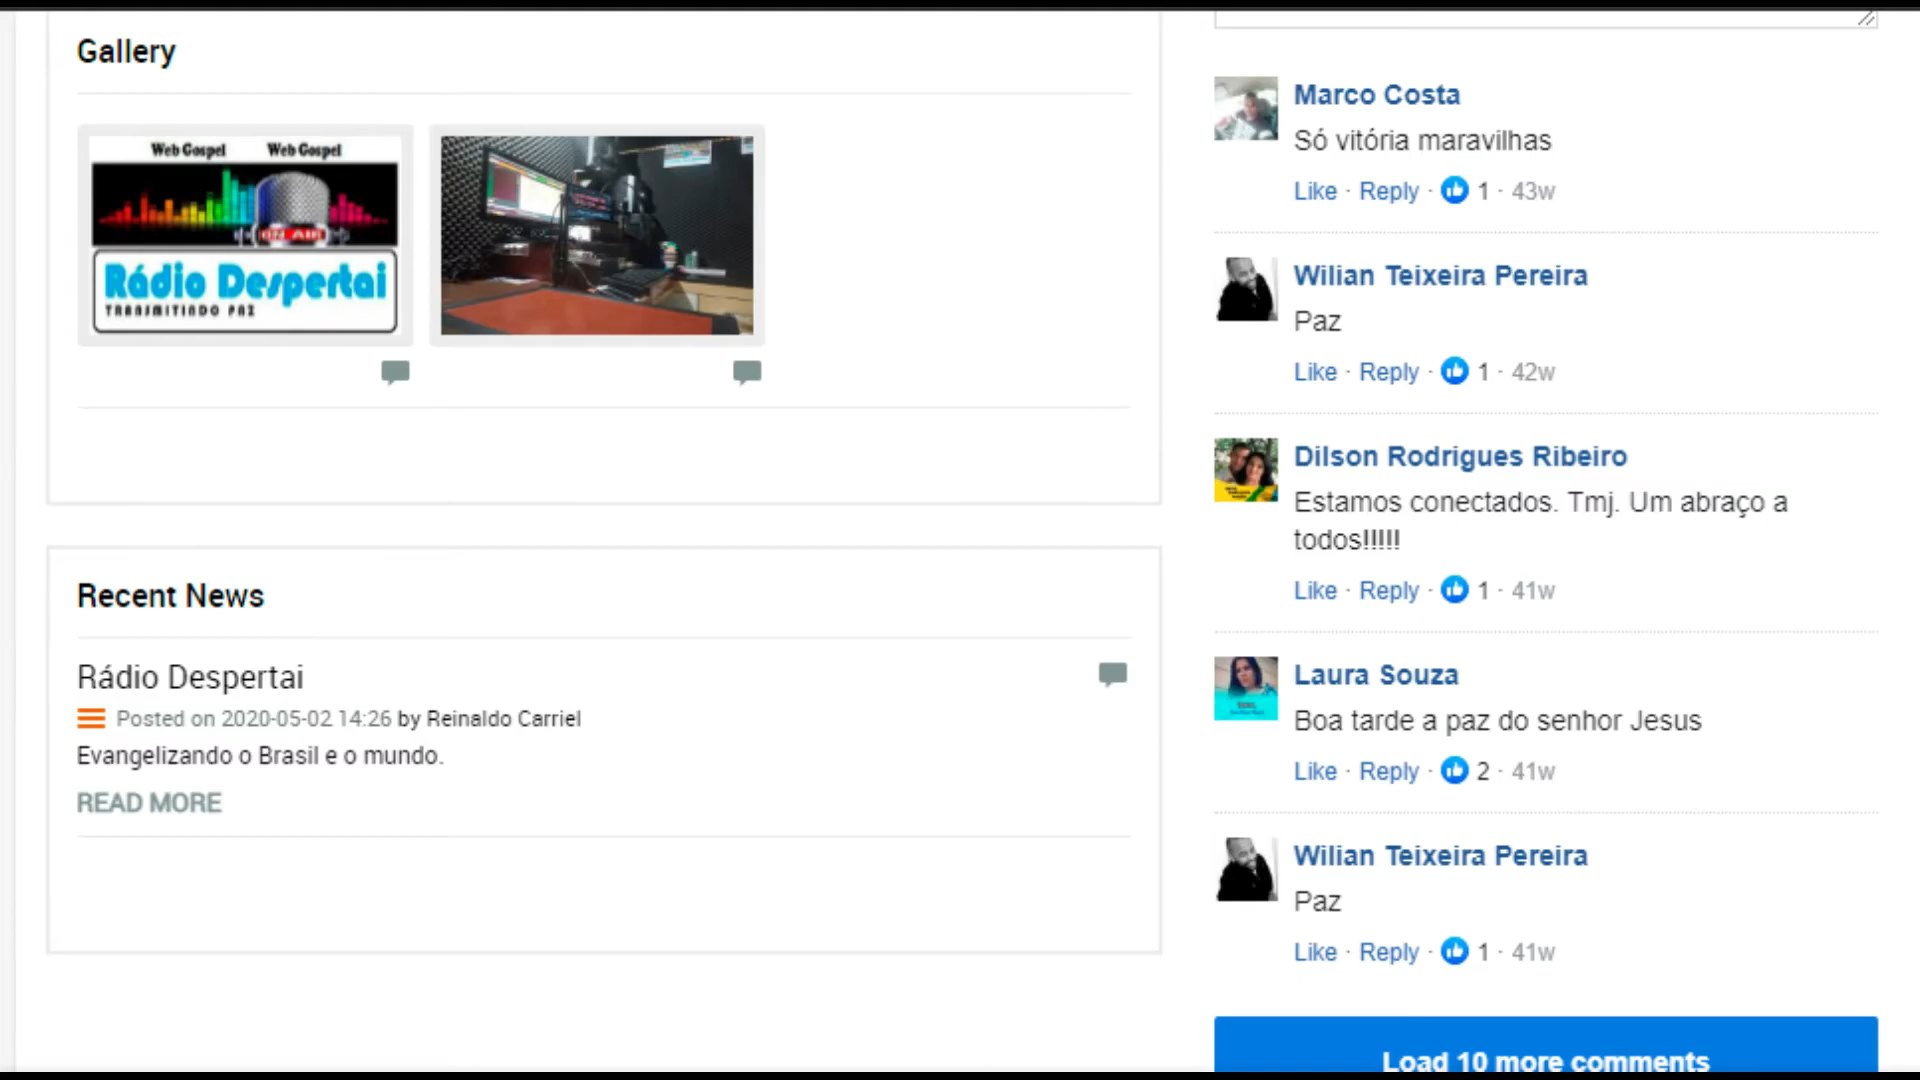 Gallery
Web Gospel Web Gospel
ON AIR
Rádio Despertai
TRANSMITINDO PAZ
Recent News
Rádio Despertai
Posted on 2020-05-02 14:26 by Reinaldo Carriel
Evangelizando o Brasil e o mundo.
READ MORE
Marco Costa
Só vitória maravilhas
Like · Reply · 1 · 43w
Wilian Teixeira Pereira
Paz
Like · Reply · 1 · 42w
Dilson Rodrigues Ribeiro
Estamos conectados. Tmj. Um abraço a
todos!!!!!
Like · Reply · 1 · 41w
Laura Souza
Boa tarde a paz do senhor Jesus
Like · Reply · 2 · 41w
Wilian Teixeira Pereira
Paz
Like · Reply · 1 · 41w
Load 10 more comments